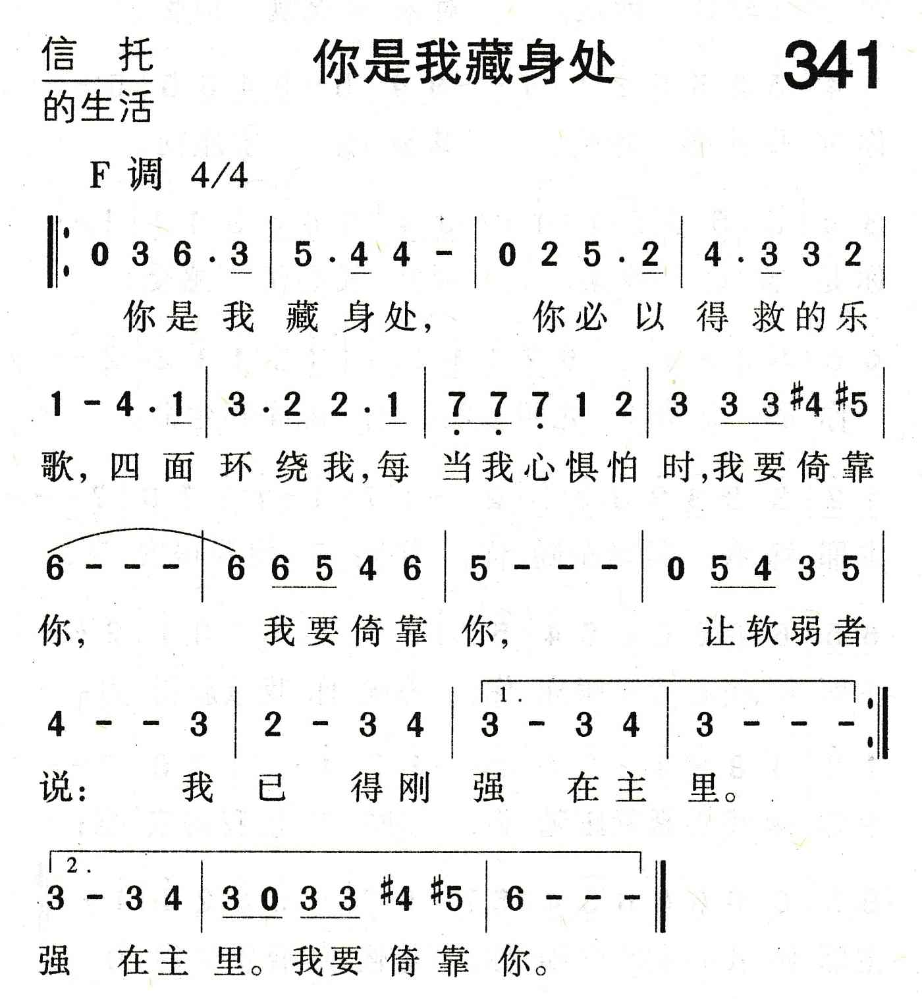 信 托 你是我藏身处 341
的生活
F 调 4/4
0 3 6 . 3 | 5 . 4 4 - | 0 2 5 . 2 | 4 . 3 3 2 |
你是 我 藏 身处， 你必 以 得 救的乐
1 - 4 . 1 | 3 . 2 2 . 1 | 7 7 7 1 2 | 3 3 3 #4 #5 |
歌，四 面 环 绕 我，每 当我心惧怕 时，我要倚靠
6 - - - | 6 6 5 4 6 | 5 - - - | 0 5 4 3 5 |
你， 我要倚靠 你， 让软弱者
1.
4 - - 3 | 2 - 3 4 | 3 - 3 4 | 3 - - - :|
说： 我 已 得刚 强 在主 里。
2.
3 - 3 4 | 3 0 3 3 #4 #5 | 6 - - - ‖
强 在主 里。我要 倚靠 你。